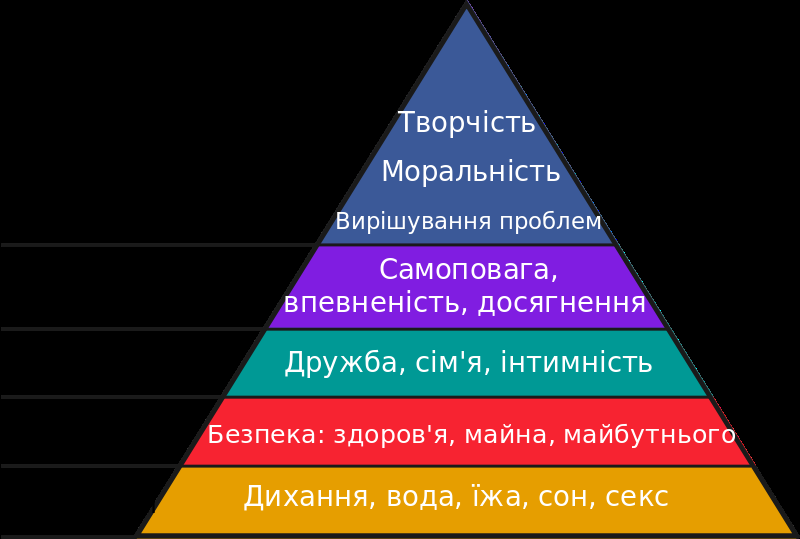 Творчість
Моральність
Вирішування проблем
Самоповага,
впевненість, досягнення
Дружба, сім'я, інтимність
Безпека: здоров'я, майна, майбутнього
Дихання, вода, їжа, сон, секс